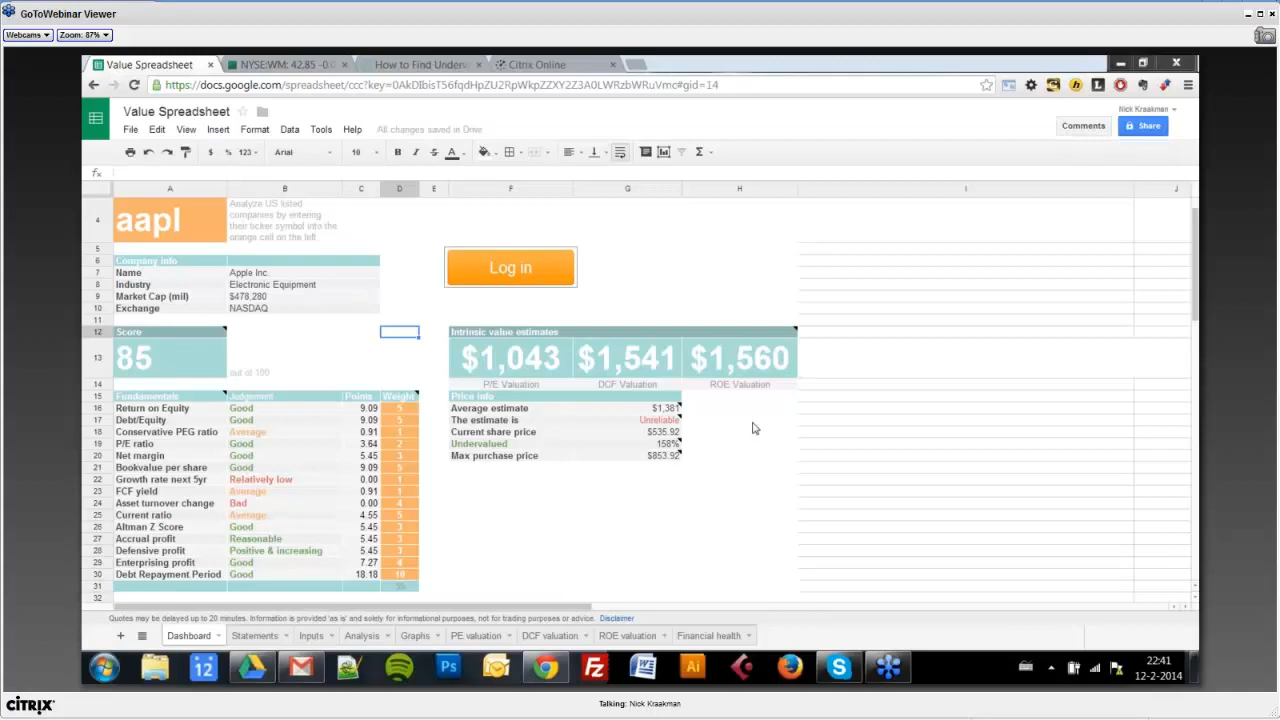 GoToWebinar Viewer
Webcams Zoom: 87%
Value Spreadsheet NYSE:WM: 42.85 -0.0 How to Find Underv Citrix Online
https://docs.google.com/spreadsheet/ccc?key=0AkDIbisT56fqdHpZU2RpWkpZZXY2Z3A0LWRzbWRuVmc#gid=14
Value Spreadsheet
Nick Kraakman
File Edit View Insert Format Data Tools Help All changes saved in Drive
Comments Share
$ % 123 Arial 10 B I S A Σ
fx
A B C D E F G H I J
4 aapl
Analyze US listed
companies by entering
their ticker symbol into the
orange cell on the left
5
Log in
6 Company info
7 Name Apple Inc.
8 Industry Electronic Equipment
9 Market Cap (mil) $478,280
10 Exchange NASDAQ
11
12 Score Intrinsic value estimates
13 85 out of 100 $1,043 $1,541 $1,560
14 P/E Valuation DCF Valuation ROE Valuation
15 Fundamentals Judgement Points Weight Price info
16 Return on Equity Good 9.09 5 Average estimate $1,381
17 Debt/Equity Good 9.09 5 The estimate is Unreliable
18 Conservative PEG ratio Average 0.91 1 Current share price $535.92
19 P/E ratio Good 3.64 2 Undervalued 158%
20 Net margin Good 5.45 3 Max purchase price $853.92
21 Bookvalue per share Good 9.09 5
22 Growth rate next 5yr Relatively low 0.00 1
23 FCF yield Average 0.91 1
24 Asset turnover change Bad 0.00 4
25 Current ratio Average 4.55 5
26 Altman Z Score Good 5.45 3
27 Accrual profit Reasonable 5.45 3
28 Defensive profit Positive & increasing 5.45 3
29 Enterprising profit Good 7.27 4
30 Debt Repayment Period Good 18.18 10
31 55
32
Quotes may be delayed up to 20 minutes. Information is provided 'as is' and solely for informational purposes, not for trading purposes or advice. Disclaimer
Dashboard Statements Inputs Analysis Graphs PE valuation DCF valuation ROE valuation Financial health
12 Ps Fz Ai
22:41
12-2-2014
CITRIX
Talking: Nick Kraakman